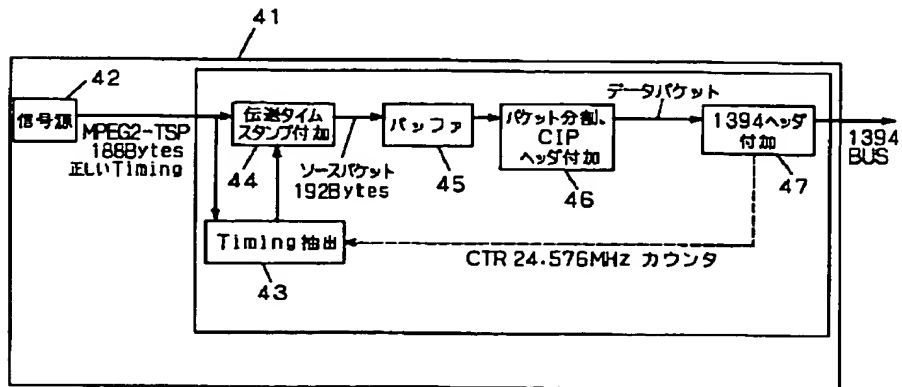 41
42
信号源
MPEG2-TSP
188Bytes
正しいTiming
伝送タイム
スタンプ付加
44
ソースパケット
192Bytes
バッファ
45
パケット分割、
CIP
ヘッダ付加
46
データパケット
1394ヘッダ
付加
47
1394
BUS
Timing抽出
43
CTR 24.576MHz カウンタ